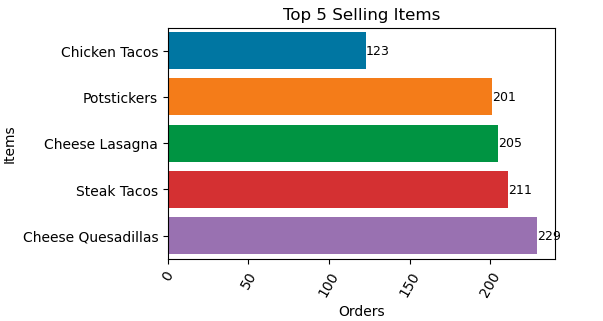 Top 5 Selling Items
Items
Chicken Tacos 123
Potstickers 201
Cheese Lasagna 205
Steak Tacos 211
Cheese Quesadillas 229
0 50 100 150 200
Orders